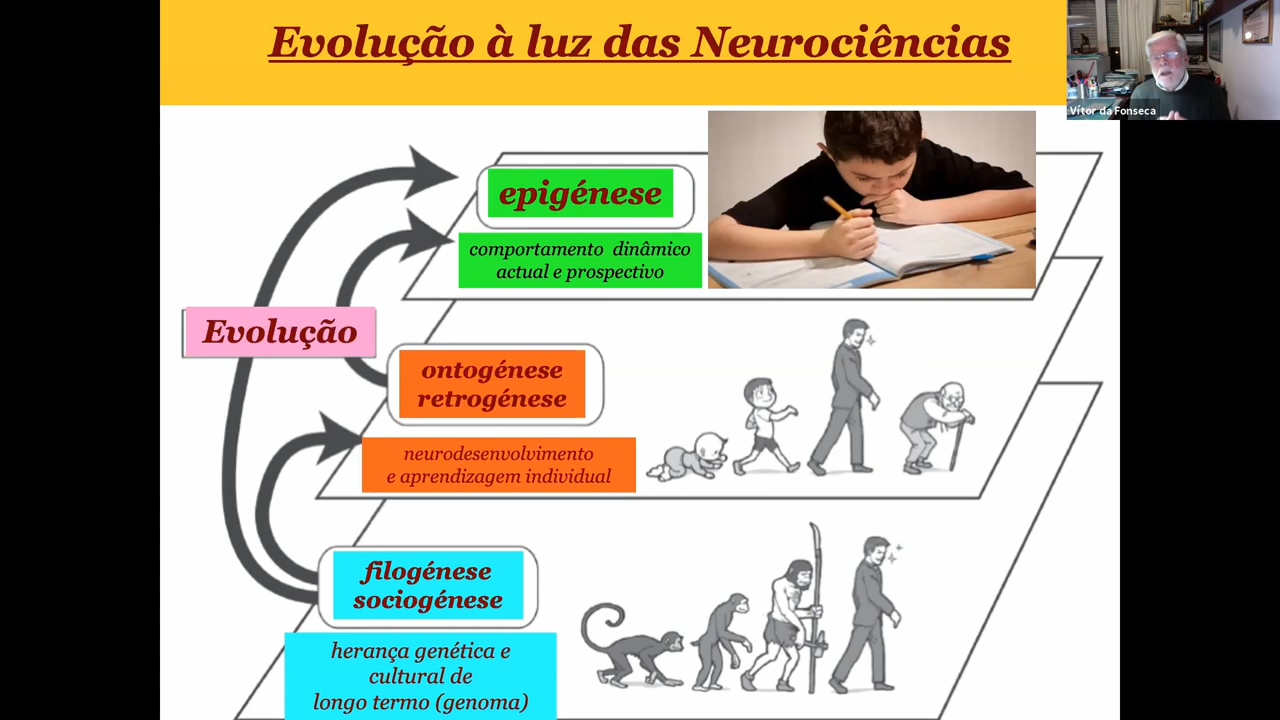 Evolução à luz das Neurociências
Vítor da Fonseca
epigénese
comportamento dinâmico
actual e prospectivo
Evolução
ontogénese
retrogénese
neurodesenvolvimento
e aprendizagem individual
filogénese
sociogénese
herança genética e
cultural de
longo termo (genoma)